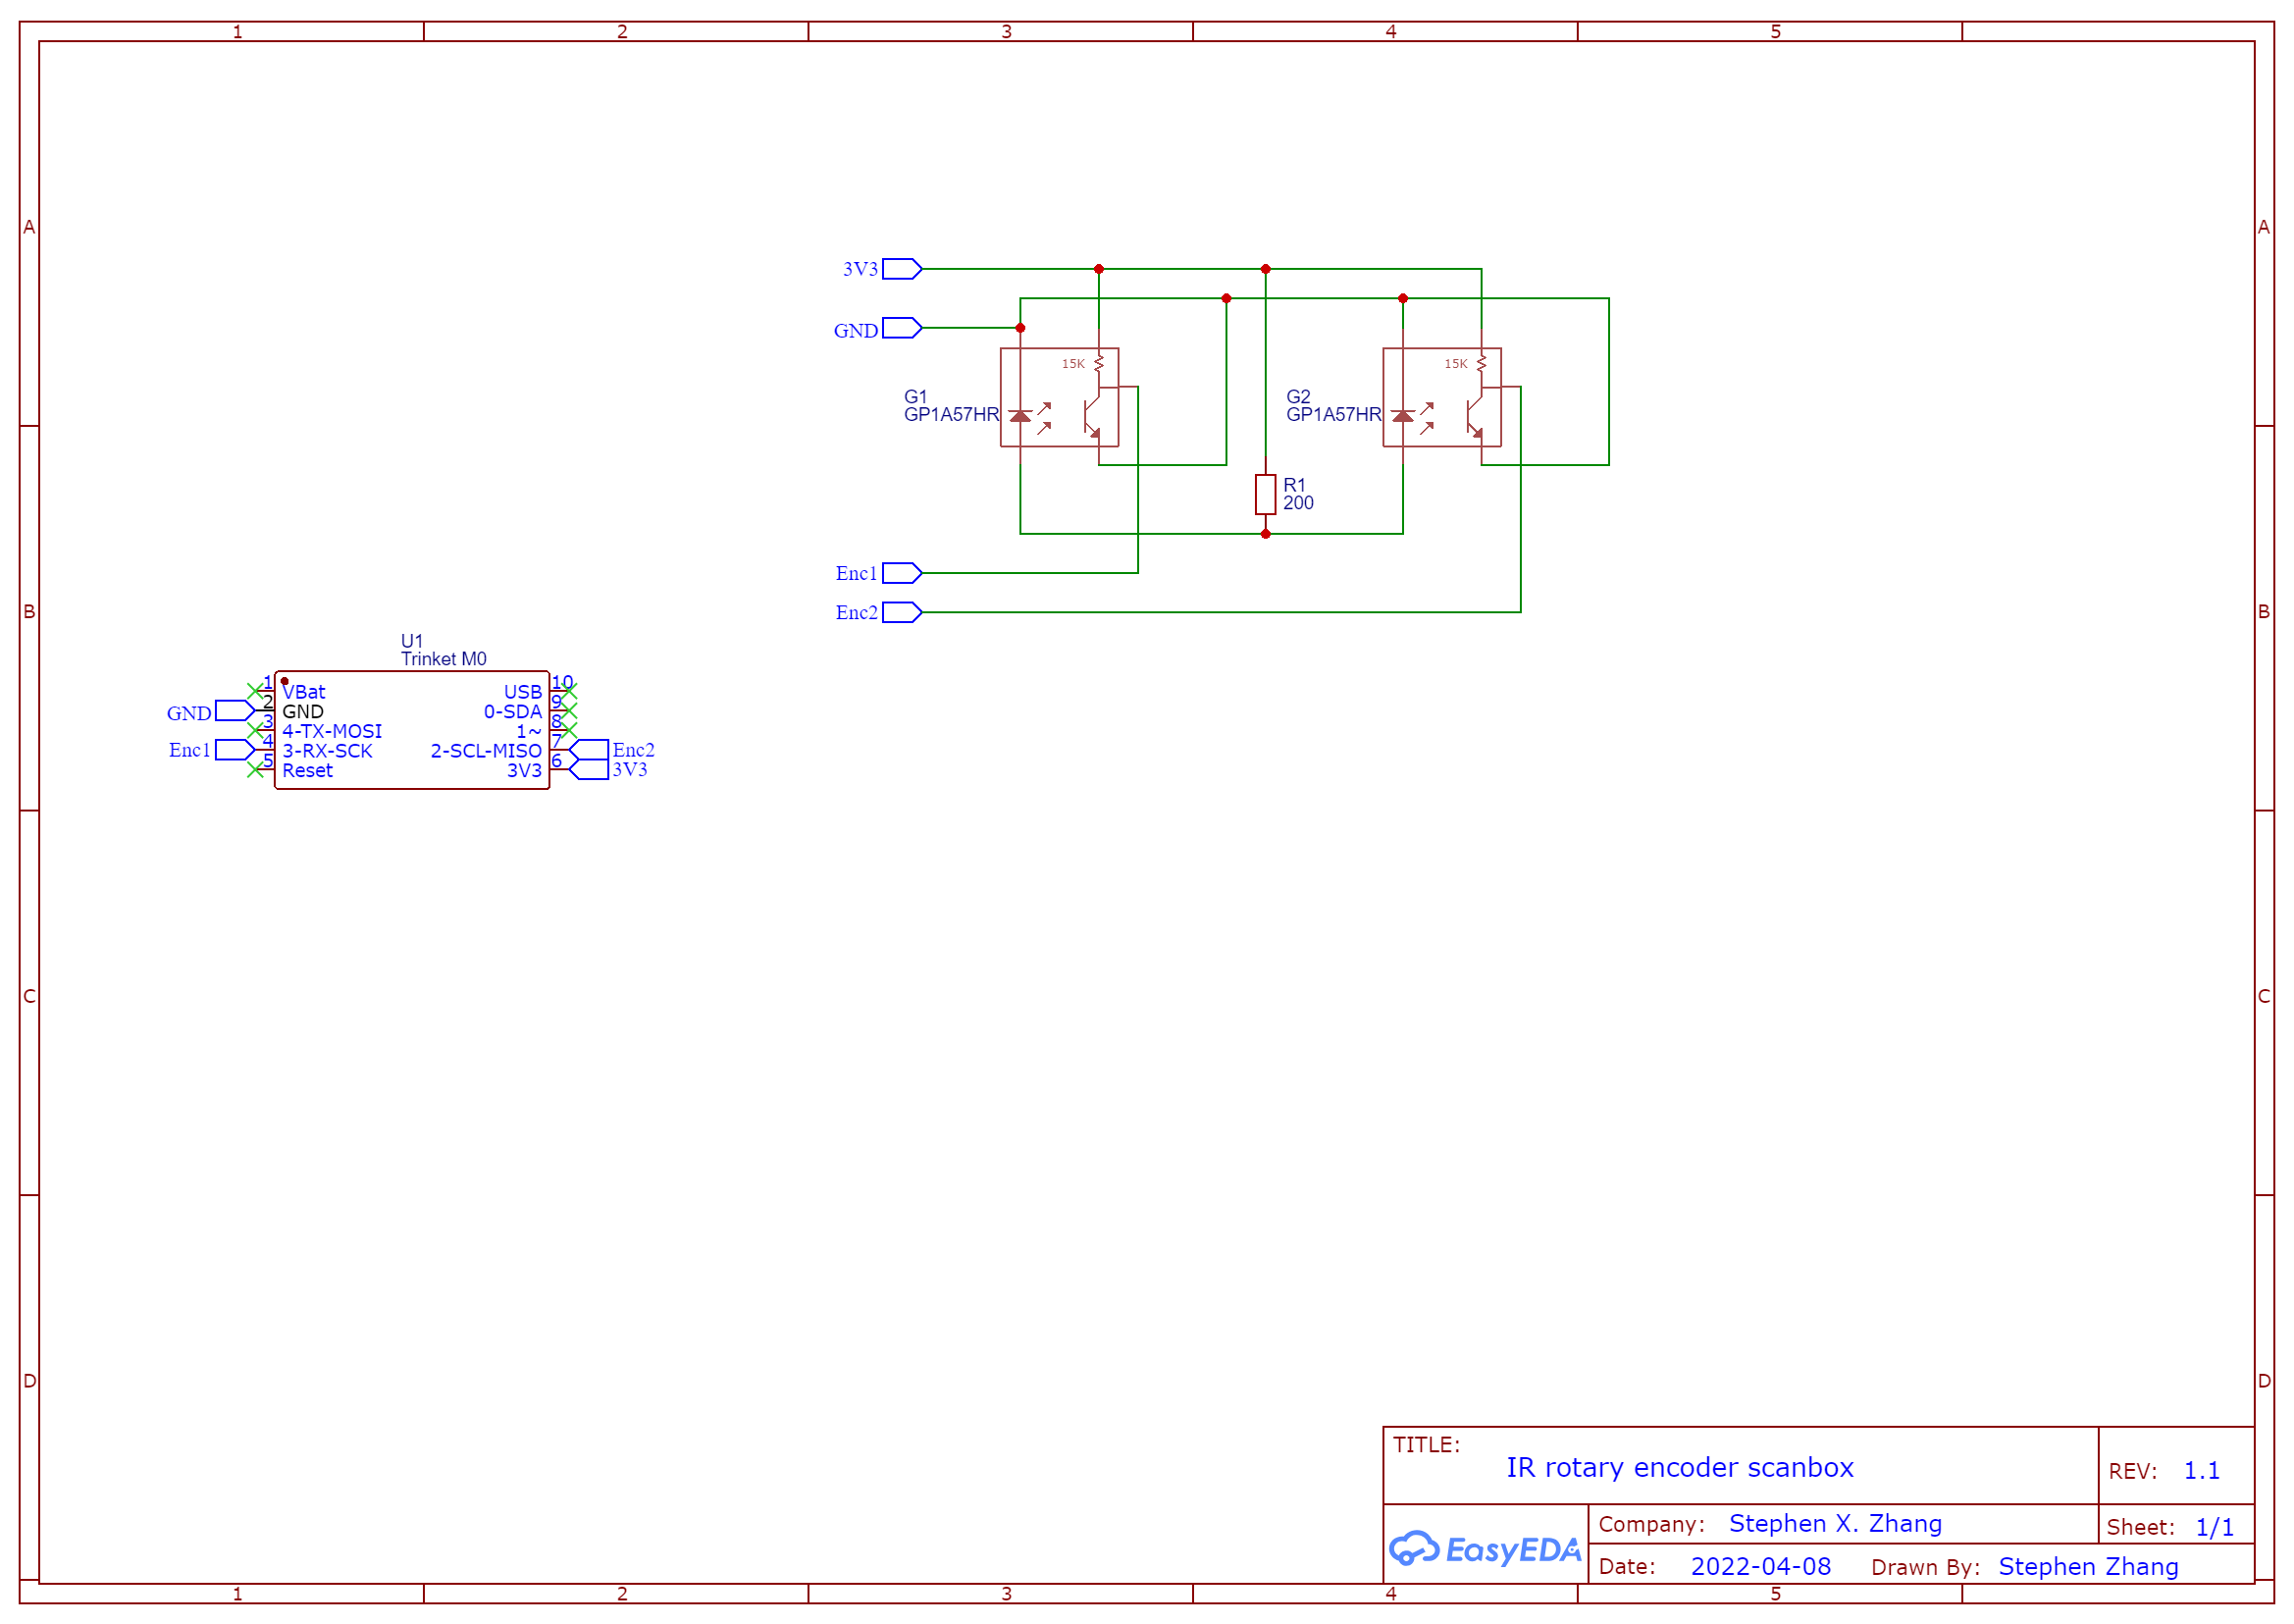 1 2 3 4 5
A A
3V3
GND
15K 15K
G1
GP1A57HR
G2
GP1A57HR
R1
200
Enc1
Enc2
B B
U1
Trinket M0
1 VBat USB 10
GND 2 GND 0-SDA 9
3 4-TX-MOSI 1~ 8
Enc1 4 3-RX-SCK 2-SCL-MISO 7 Enc2
5 Reset 3V3 6 3V3
C C
D D
TITLE:
IR rotary encoder scanbox
REV: 1.1
EasyEDA
Company: Stephen X. Zhang
Sheet: 1/1
Date: 2022-04-08 Drawn By: Stephen Zhang
1 2 3 4 5